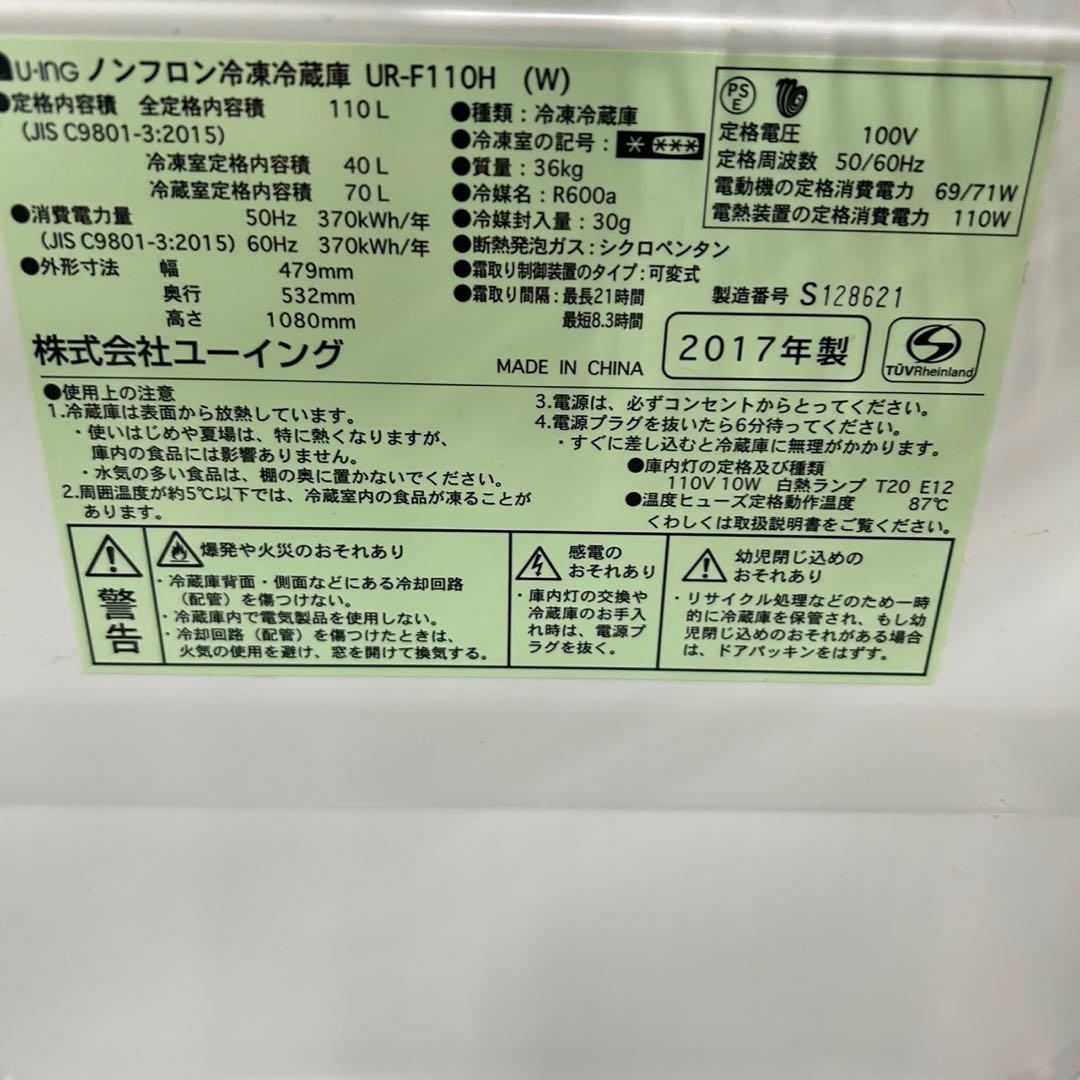 U-ING ノンフロン冷凍冷蔵庫 UR-F110H (W)
●定格内容積 全定格内容積 110L
(JIS C9801-3:2015)
冷凍室定格内容積 40L
冷蔵室定格内容積 70L
●消費電力量 50Hz 370kWh/年
(JIS C9801-3:2015) 60Hz 370kWh/年
●外形寸法 幅 479mm
奥行 532mm
高さ 1080mm
株式会社ユーイング
●種類：冷凍冷蔵庫
●冷凍室の記号：
●質量：36kg
●冷媒名：R600a
●冷媒封入量：30g
●断熱発泡ガス：シクロペンタン
●霜取り制御装置のタイプ：可変式
●霜取り間隔：最長21時間
最短8.3時間
MADE IN CHINA
PS
E
定格電圧 100V
定格周波数 50/60Hz
電動機の定格消費電力 69/71W
電熱装置の定格消費電力 110W
製造番号 S128621
2017年製
TÜVRheinland
●使用上の注意
1.冷蔵庫は表面から放熱しています。
・使いはじめや夏場は、特に熱くなりますが、
庫内の食品には影響ありません。
・水気の多い食品は、棚の奥に置かないでください。
2.周囲温度が約5℃以下では、冷蔵室内の食品が凍ることが
あります。
3.電源は、必ずコンセントからとってください。
4.電源プラグを抜いたら6分待ってください。
・すぐに差し込むと冷蔵庫に無理がかかります。
●庫内灯の定格及び種類
110V 10W 白熱ランプ T20 E12
●温度ヒューズ定格動作温度 87℃
くわしくは取扱説明書をご覧ください。
警告
爆発や火災のおそれあり
・冷蔵庫背面・側面などにある冷却回路
（配管）を傷つけない。
・冷蔵庫内で電気製品を使用しない。
・冷却回路（配管）を傷つけたときは、
火気の使用を避け、窓を開けて換気する。
感電の
おそれあり
・庫内灯の交換や
冷蔵庫のお手入
れ時は、電源プ
ラグを抜く。
幼児閉じ込めの
おそれあり
・リサイクル処理などのため一時
的に冷蔵庫を保管され、もし幼
児閉じ込めのおそれがある場合
は、ドアパッキンをはずす。